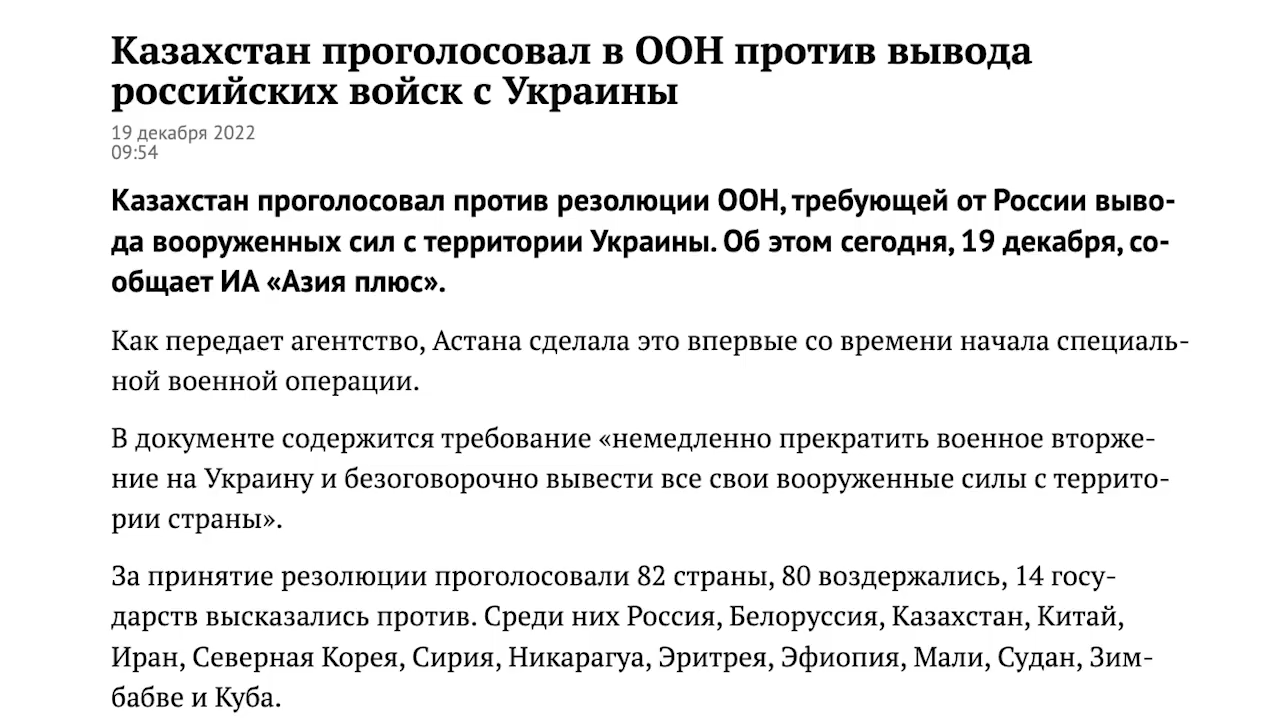 Казахстан проголосовал в ООН против вывода
российских войск с Украины
19 декабря 2022
09:54
Казахстан проголосовал против резолюции ООН, требующей от России выво-
да вооруженных сил с территории Украины. Об этом сегодня, 19 декабря, со-
общает ИА «Азия плюс».
Как передает агентство, Астана сделала это впервые со времени начала специаль-
ной военной операции.
В документе содержится требование «немедленно прекратить военное вторже-
ние на Украину и безоговорочно вывести все свои вооруженные силы с террито-
рии страны».
За принятие резолюции проголосовали 82 страны, 80 воздержались, 14 госу-
дарств высказались против. Среди них Россия, Белоруссия, Казахстан, Китай,
Иран, Северная Корея, Сирия, Никарагуа, Эритрея, Эфиопия, Мали, Судан, Зим-
бабве и Куба.